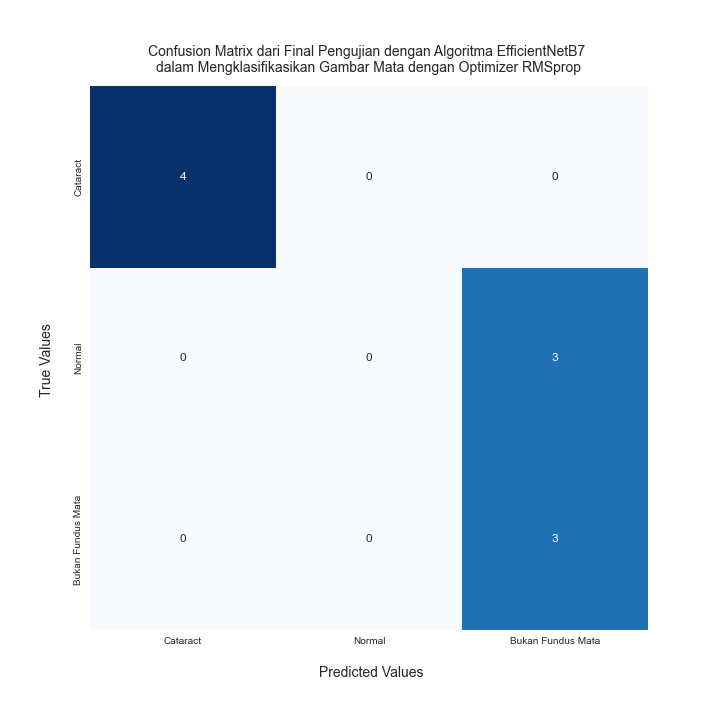 Confusion Matrix dari Final Pengujian dengan Algoritma EfficientNetB7
dalam Mengklasifikasikan Gambar Mata dengan Optimizer RMSprop
True Values
Cataract
4 0 0
Normal
0 0 3
Bukan Fundus Mata
0 0 3
Cataract Normal Bukan Fundus Mata
Predicted Values